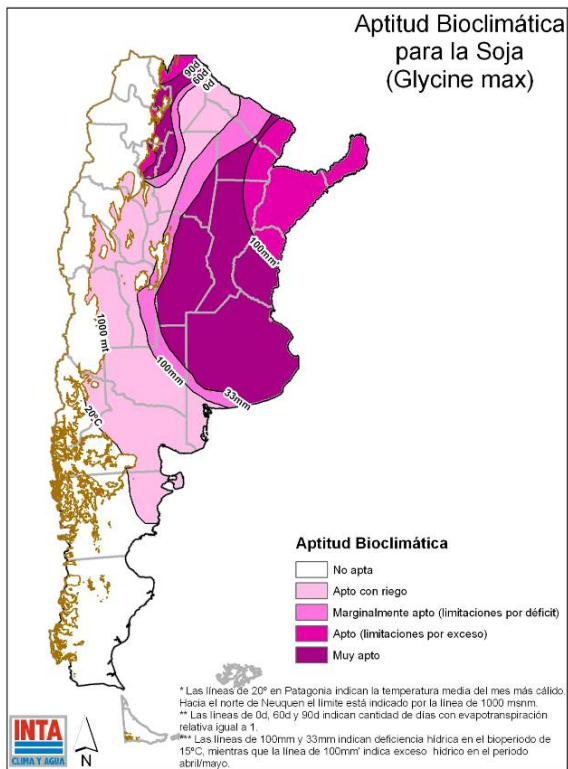 Aptitud Bioclimática
para la Soja
(Glycine max)
90d
60d
0d
100mm'
1000 mt
100mm
33mm
20ºC
Aptitud Bioclimática
No apta
Apto con riego
Marginalmente apto (limitaciones por déficit)
Apto (limitaciones por exceso)
Muy apto
* Las líneas de 20º en Patagonia indican la temperatura media del mes más cálido.
Hacia el norte de Neuquen el límite está indicado por la línea de 1000 msnm.
** Las líneas de 0d, 60d y 90d indican cantidad de días con evapotranspiración
relativa igual a 1.
*** Las líneas de 100mm y 33mm indican deficiencia hídrica en el bioperiodo de
15ºC, mientras que la línea de 100mm' indica exceso hídrico en el periodo
abril/mayo.
INTA
CLIMA Y AGUA
N